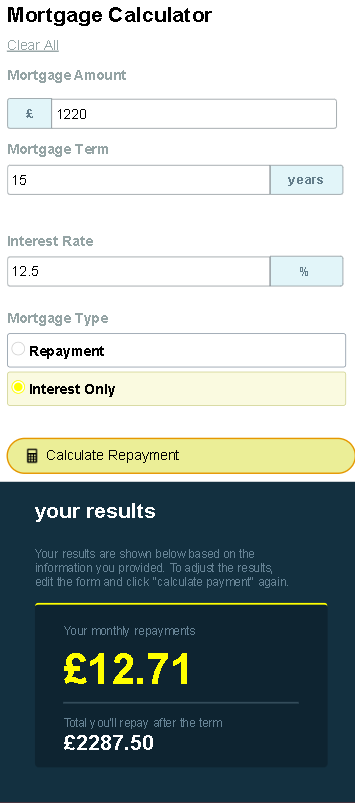 Mortgage Calculator
Clear All
Mortgage Amount
£ 1220
Mortgage Term
15 years
Interest Rate
12.5 %
Mortgage Type
Repayment
Interest Only
Calculate Repayment
your results
Your results are shown below based on the
information you provided. To adjust the results,
edit the form and click "calculate payment" again.
Your monthly repayments
£12.71
Total you'll repay after the term
£2287.50